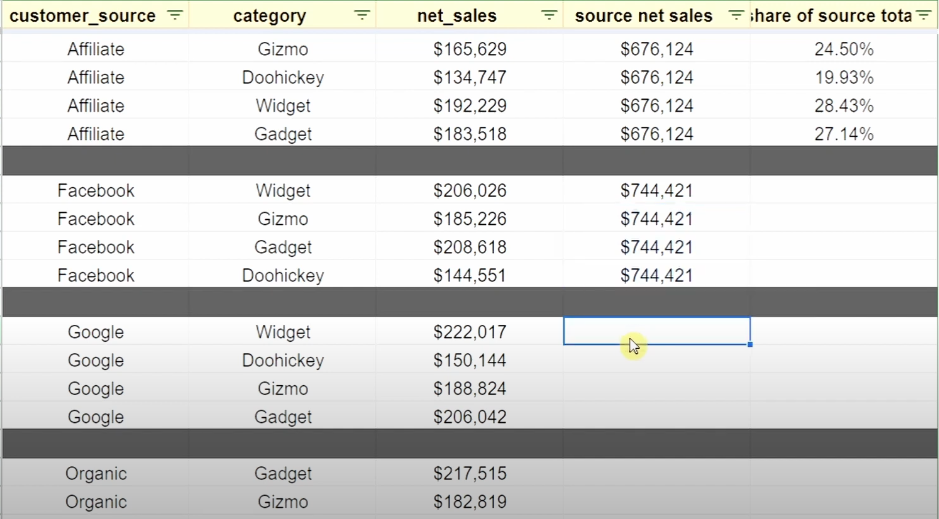 customer_source category net_sales source net sales share of source tota
Affiliate Gizmo $165,629 $676,124 24.50%
Affiliate Doohickey $134,747 $676,124 19.93%
Affiliate Widget $192,229 $676,124 28.43%
Affiliate Gadget $183,518 $676,124 27.14%
Facebook Widget $206,026 $744,421
Facebook Gizmo $185,226 $744,421
Facebook Gadget $208,618 $744,421
Facebook Doohickey $144,551 $744,421
Google Widget $222,017
Google Doohickey $150,144
Google Gizmo $188,824
Google Gadget $206,042
Organic Gadget $217,515
Organic Gizmo $182,819